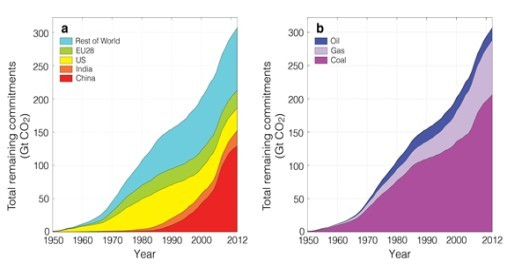 a
Rest of World
EU28
US
India
China
Total remaining commitments
(Gt CO2)
300
250
200
150
100
50
0
1950 1960 1970 1980 1990 2000 2012
Year
b
Oil
Gas
Coal
Total remaining commitments
(Gt CO2)
300
250
200
150
100
50
0
1950 1960 1970 1980 1990 2000 2012
Year